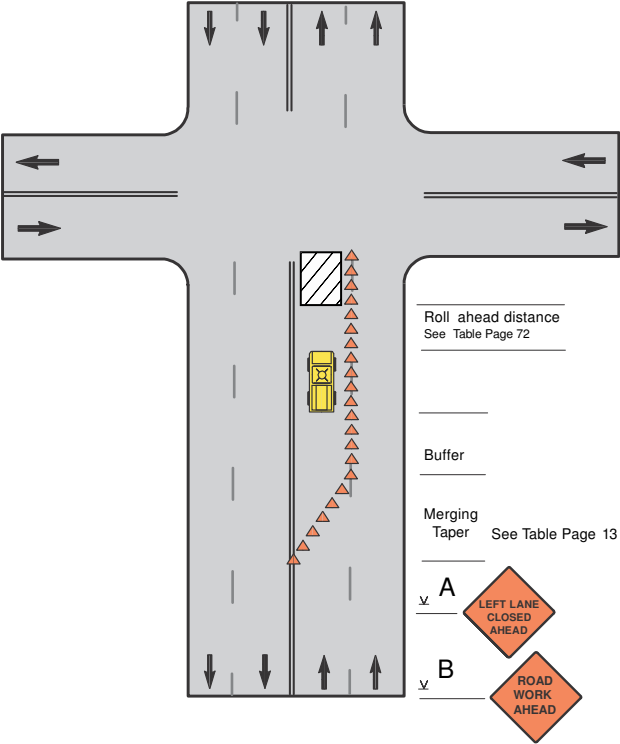 Roll ahead distance
See Table Page 72
Buffer
Merging
Taper
See Table Page 13
A
LEFT LANE
CLOSED
AHEAD
B
ROAD
WORK
AHEAD